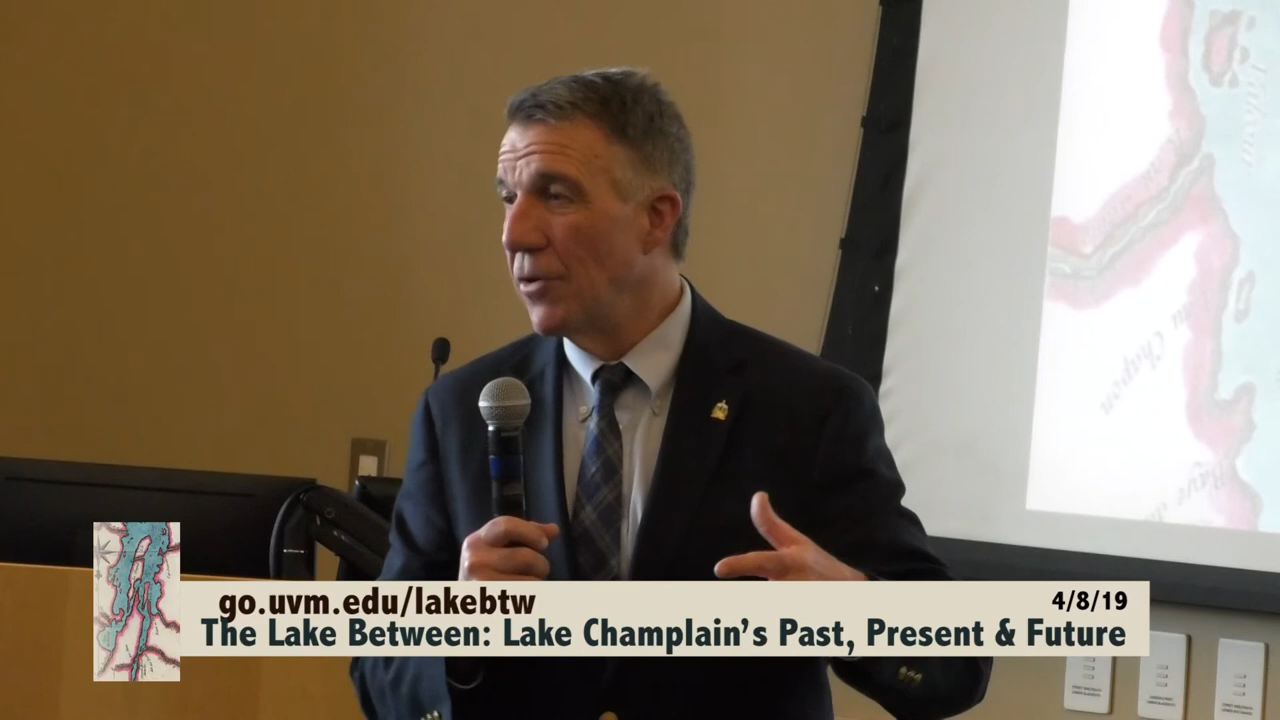 go.uvm.edu/lakebtw
4/8/19
The Lake Between: Lake Champlain's Past, Present & Future